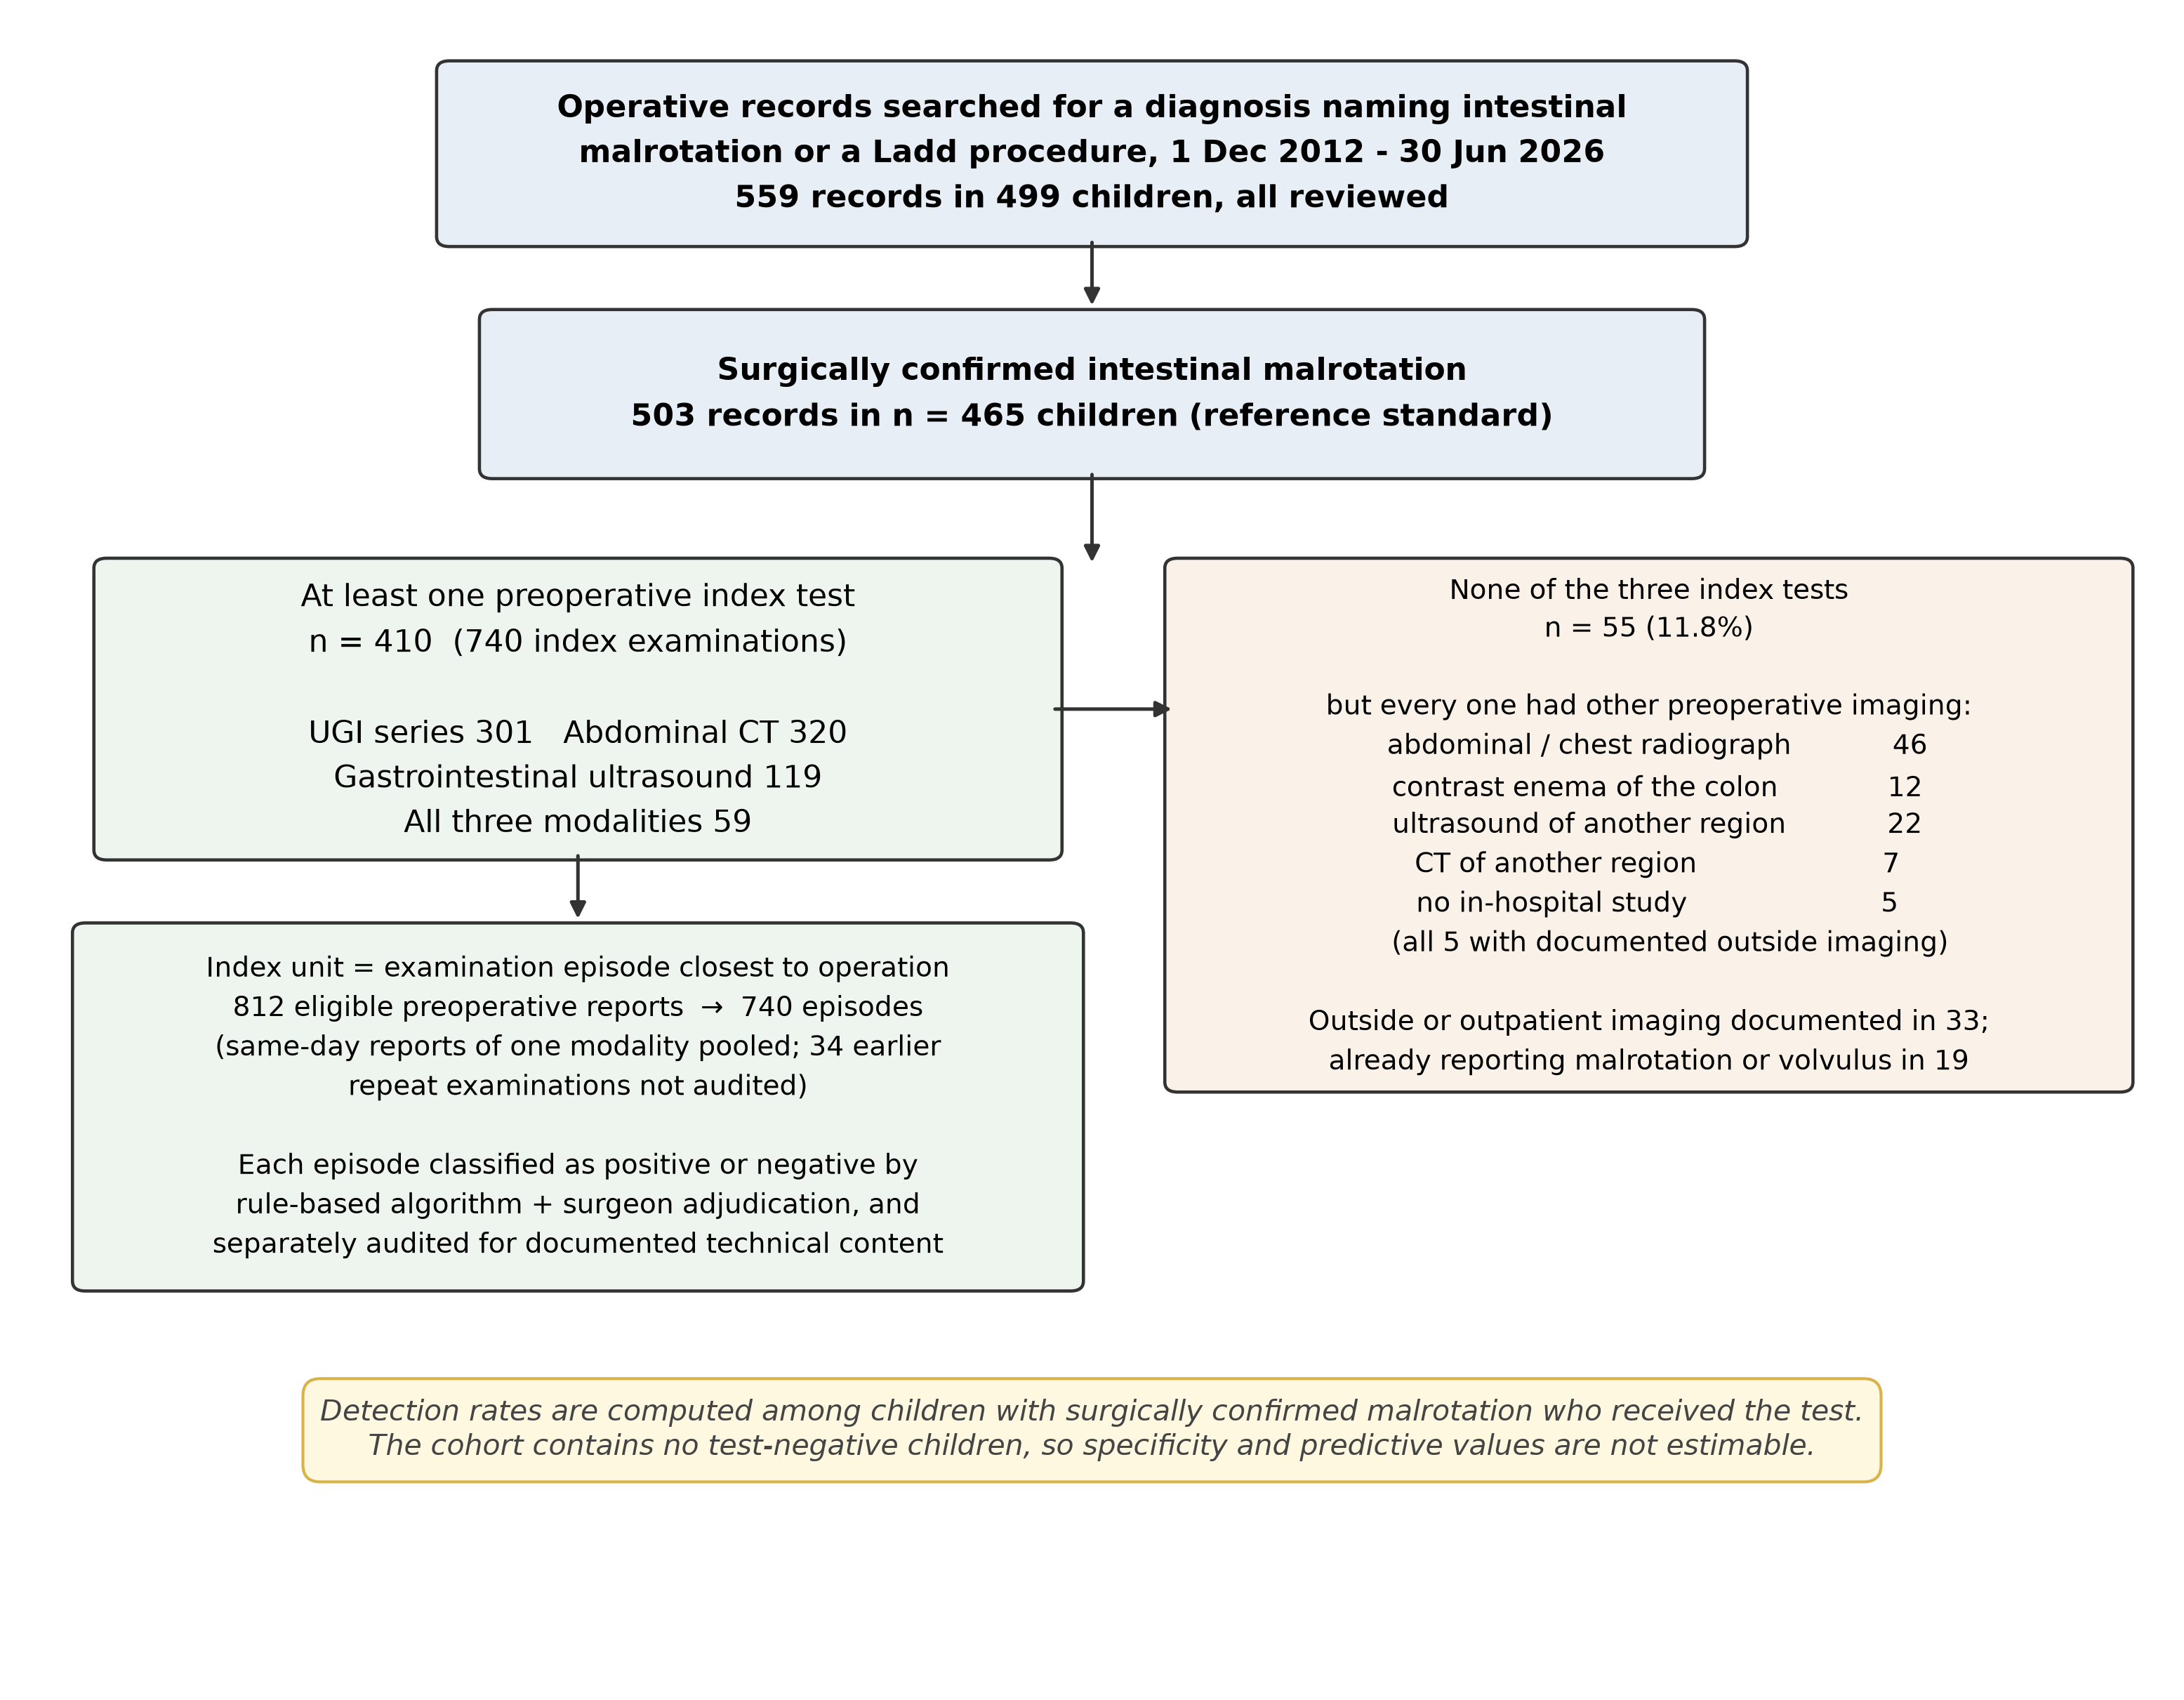 Operative records searched for a diagnosis naming intestinal
malrotation or a Ladd procedure, 1 Dec 2012 - 30 Jun 2026
559 records in 499 children, all reviewed
Surgically confirmed intestinal malrotation
503 records in n = 465 children (reference standard)
At least one preoperative index test
n = 410 (740 index examinations)
UGI series 301 Abdominal CT 320
Gastrointestinal ultrasound 119
All three modalities 59
None of the three index tests
n = 55 (11.8%)
but every one had other preoperative imaging:
abdominal / chest radiograph 46
contrast enema of the colon 12
ultrasound of another region 22
CT of another region 7
no in-hospital study 5
(all 5 with documented outside imaging)
Outside or outpatient imaging documented in 33;
already reporting malrotation or volvulus in 19
Index unit = examination episode closest to operation
812 eligible preoperative reports → 740 episodes
(same-day reports of one modality pooled; 34 earlier
repeat examinations not audited)
Each episode classified as positive or negative by
rule-based algorithm + surgeon adjudication, and
separately audited for documented technical content
Detection rates are computed among children with surgically confirmed malrotation who received the test.
The cohort contains no test-negative children, so specificity and predictive values are not estimable.